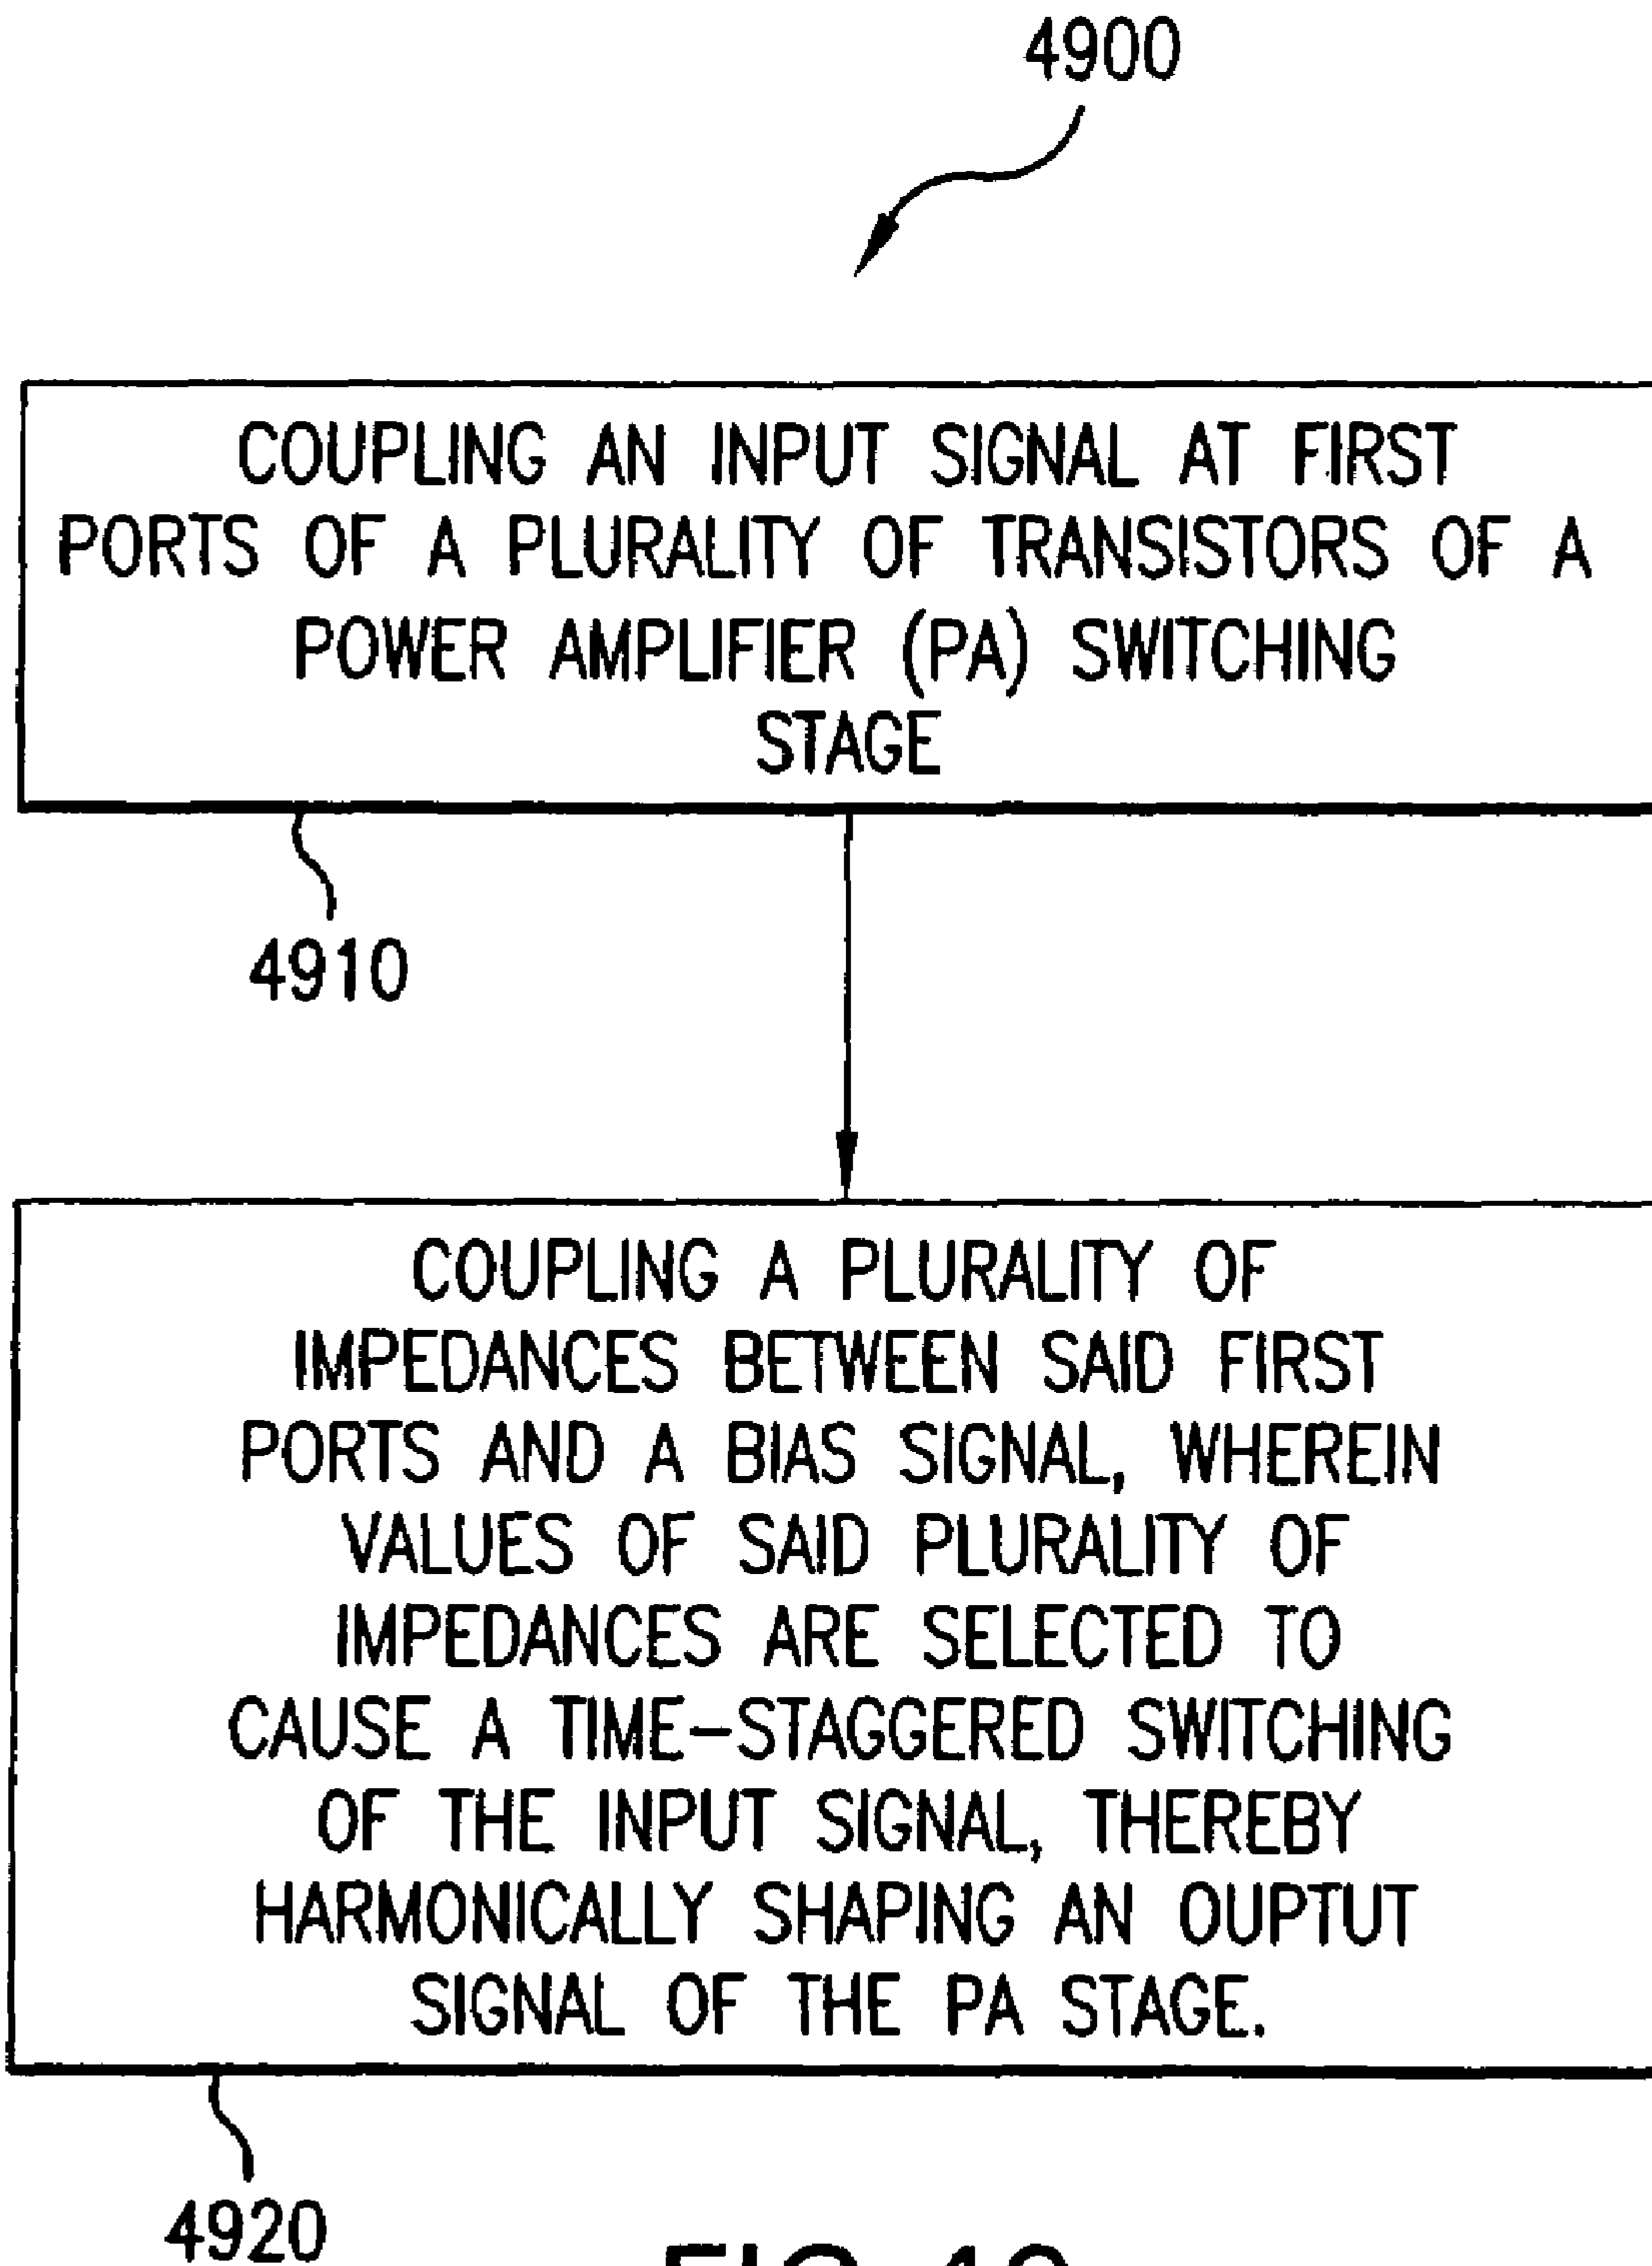 4900
COUPLING AN INPUT SIGNAL AT FIRST
PORTS OF A PLURALITY OF TRANSISTORS OF A
POWER AMPLIFIER (PA) SWITCHING
STAGE
4910
COUPLING A PLURALITY OF
IMPEDANCES BETWEEN SAID FIRST
PORTS AND A BIAS SIGNAL, WHEREIN
VALUES OF SAID PLURALITY OF
IMPEDANCES ARE SELECTED TO
CAUSE A TIME-STAGGERED SWITCHING
OF THE INPUT SIGNAL, THEREBY
HARMONICALLY SHAPING AN OUPTUT
SIGNAL OF THE PA STAGE.
4920